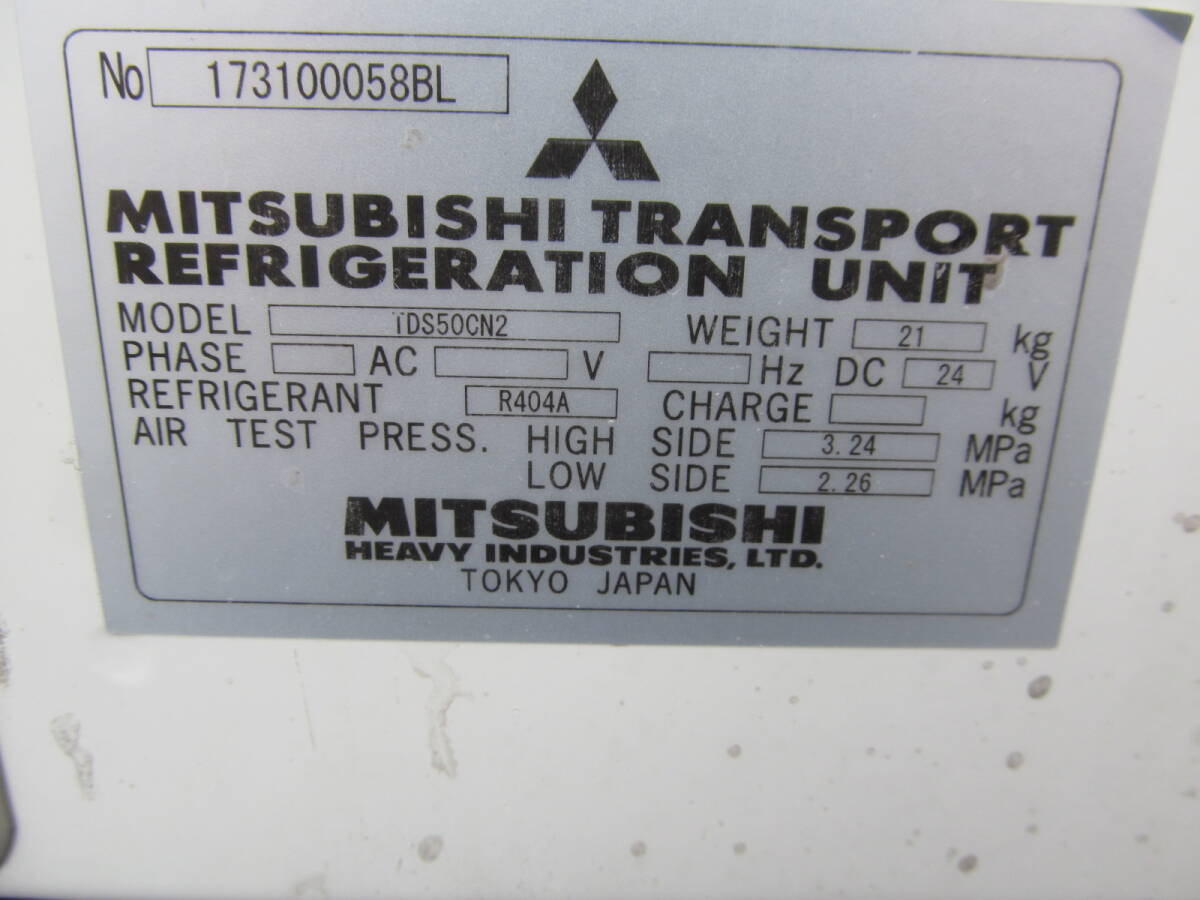 No 173100058BL
MITSUBISHI TRANSPORT
REFRIGERATION UNIT
MODEL TDS50CN2 WEIGHT 21 kg
PHASE AC V Hz DC 24 V
REFRIGERANT R404A CHARGE kg
AIR TEST PRESS. HIGH SIDE 3.24 MPa
LOW SIDE 2.26 MPa
MITSUBISHI
HEAVY INDUSTRIES, LTD.
TOKYO JAPAN